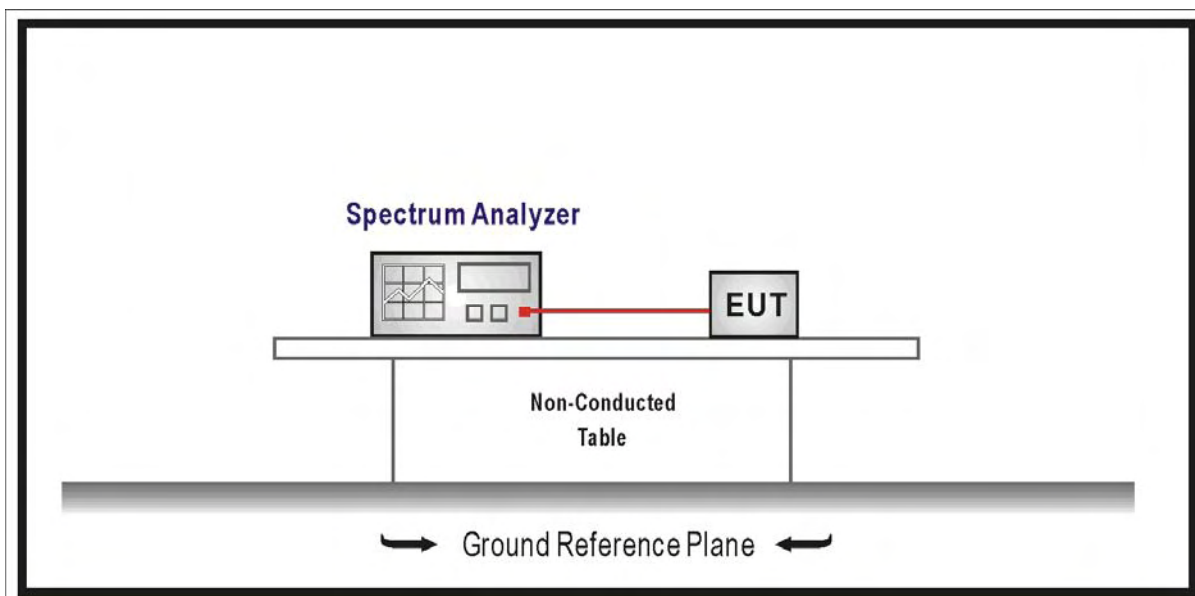 Spectrum Analyzer
EUT
Non-Conducted
Table
Ground Reference Plane